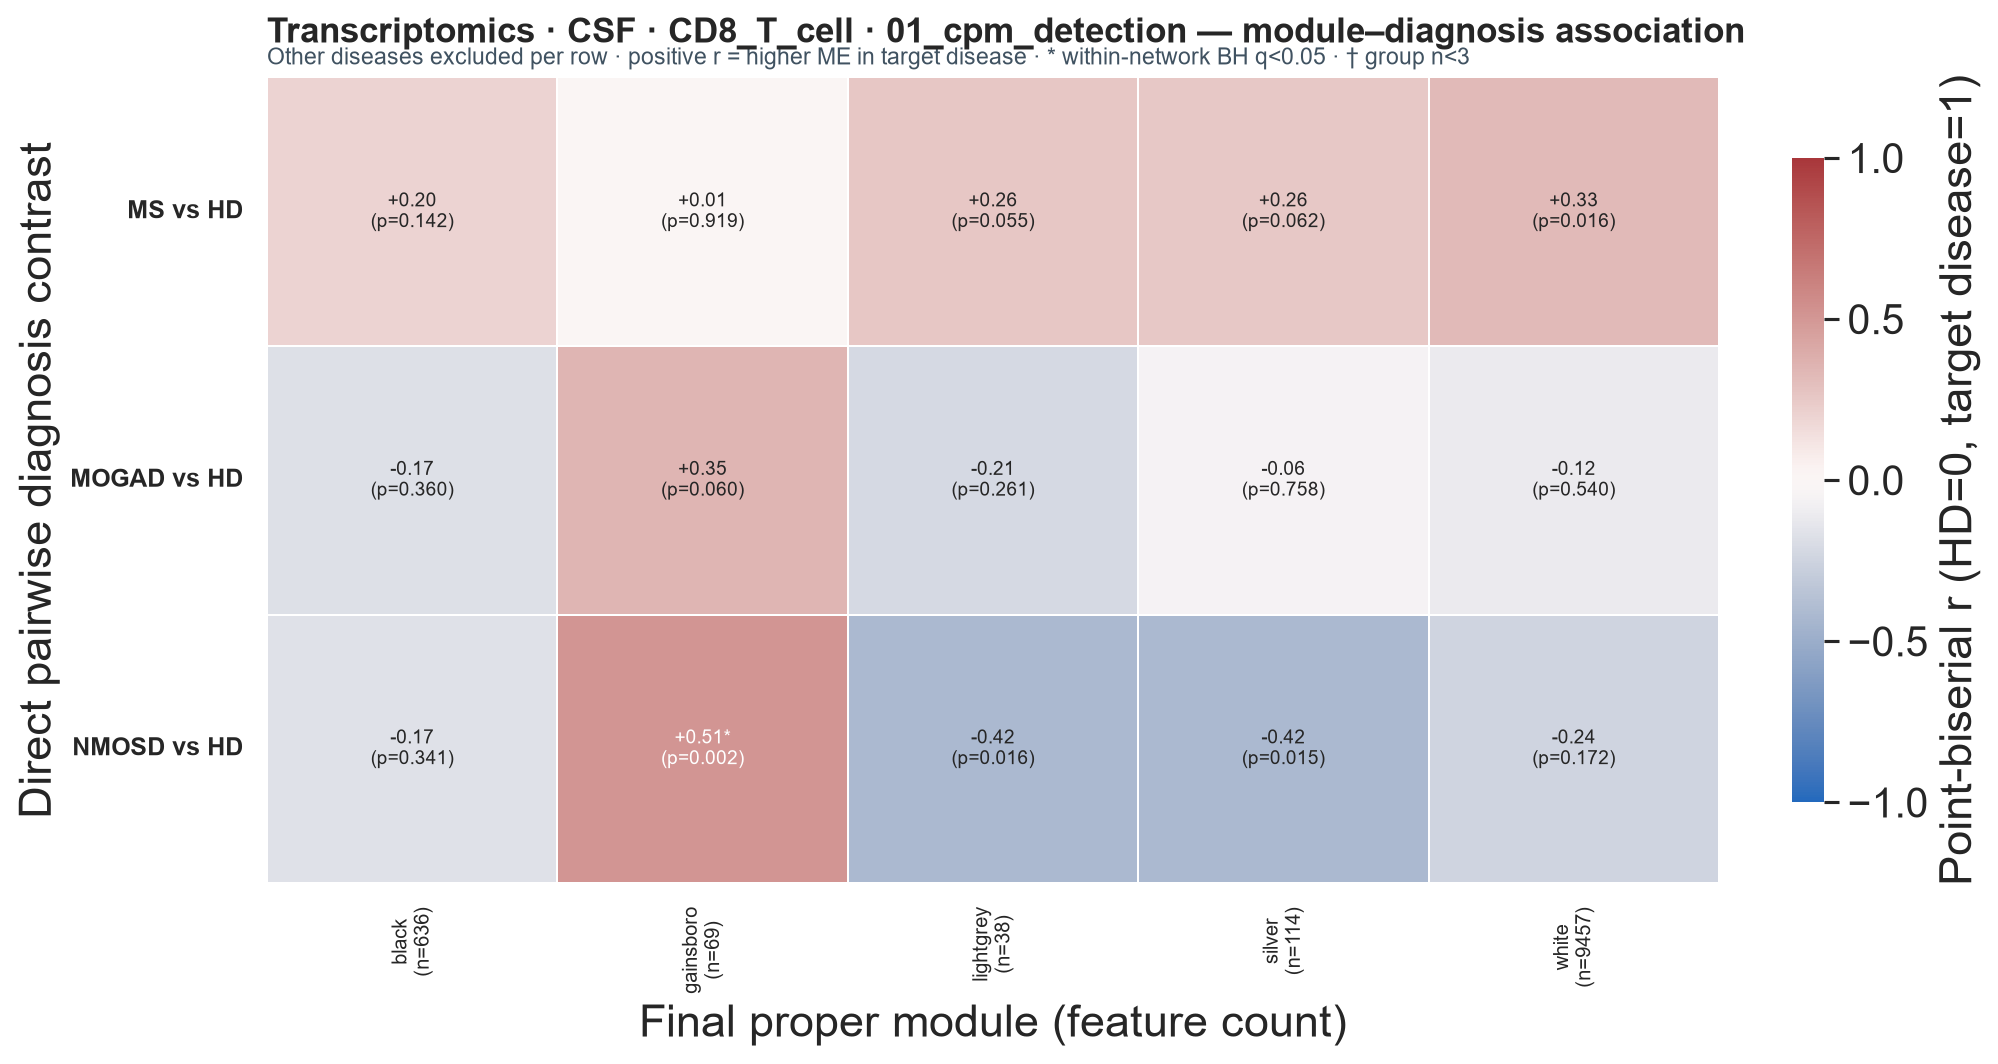 Transcriptomics · CSF · CD8_T_cell · 01_cpm_detection — module–diagnosis association
Other diseases excluded per row · positive r = higher ME in target disease · * within-network BH q<0.05 · † group n<3
Direct pairwise diagnosis contrast
MS vs HD
+0.20
(p=0.142)
+0.01
(p=0.919)
+0.26
(p=0.055)
+0.26
(p=0.062)
+0.33
(p=0.016)
MOGAD vs HD
-0.17
(p=0.360)
+0.35
(p=0.060)
-0.21
(p=0.261)
-0.06
(p=0.758)
-0.12
(p=0.540)
NMOSD vs HD
-0.17
(p=0.341)
+0.51*
(p=0.002)
-0.42
(p=0.016)
-0.42
(p=0.015)
-0.24
(p=0.172)
black
(n=636)
gainsboro
(n=69)
lightgrey
(n=38)
silver
(n=114)
white
(n=9457)
Final proper module (feature count)
1.0
0.5
0.0
−0.5
−1.0
Point-biserial r (HD=0, target disease=1)